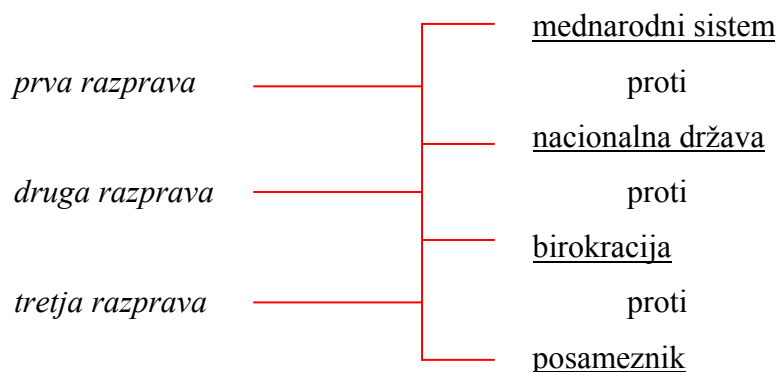 mednarodni sistem
prva razprava proti
nacionalna država
druga razprava proti
birokracija
tretja razprava proti
posameznik